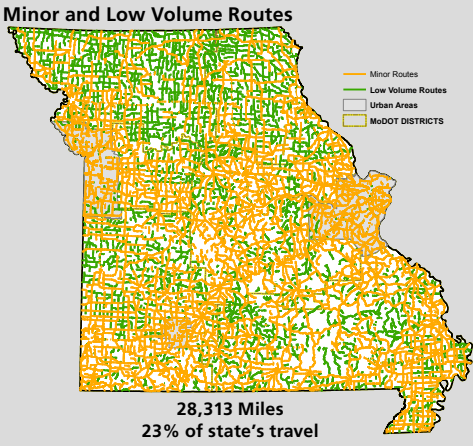 Minor and Low Volume Routes
Minor Routes
Low Volume Routes
Urban Areas
MoDOT DISTRICTS
28,313 Miles
23% of state's travel